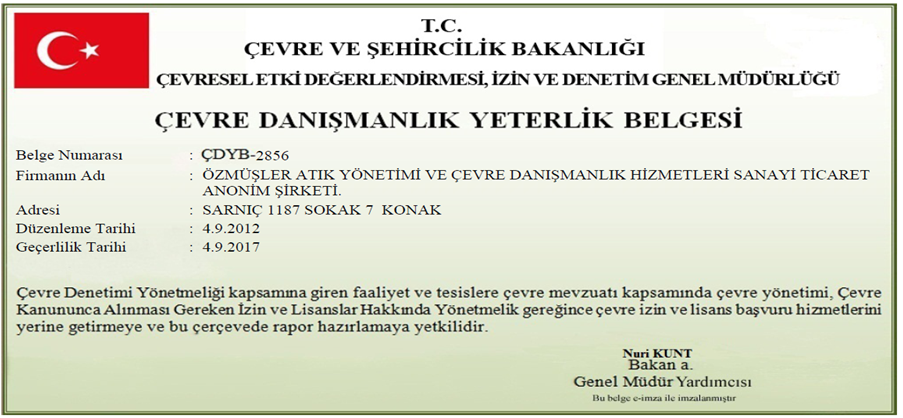 T.C.
ÇEVRE VE ŞEHİRCİLİK BAKANLIĞI
ÇEVRESEL ETKİ DEĞERLENDİRMESİ, İZİN VE DENETİM GENEL MÜDÜRLÜĞÜ
ÇEVRE DANIŞMANLIK YETERLİK BELGESİ
Belge Numarası : ÇDYB-2856
Firmanın Adı : ÖZMÜŞLER ATIK YÖNETİMİ VE ÇEVRE DANIŞMANLIK HİZMETLERİ SANAYİ TİCARET
ANONİM ŞİRKETİ.
Adresi : SARNIÇ 1187 SOKAK 7 KONAK
Düzenleme Tarihi : 4.9.2012
Geçerlilik Tarihi : 4.9.2017
Çevre Denetimi Yönetmeliği kapsamına giren faaliyet ve tesislere çevre mevzuatı kapsamında çevre yönetimi, Çevre
Kanununca Alınması Gereken İzin ve Lisanslar Hakkında Yönetmelik gereğince çevre izin ve lisans başvuru hizmetlerini
yerine getirmeye ve bu çerçevede rapor hazırlamaya yetkilidir.
Nuri KUNT
Bakan a.
Genel Müdür Yardımcısı
Bu belge e-imza ile imzalanmıştır